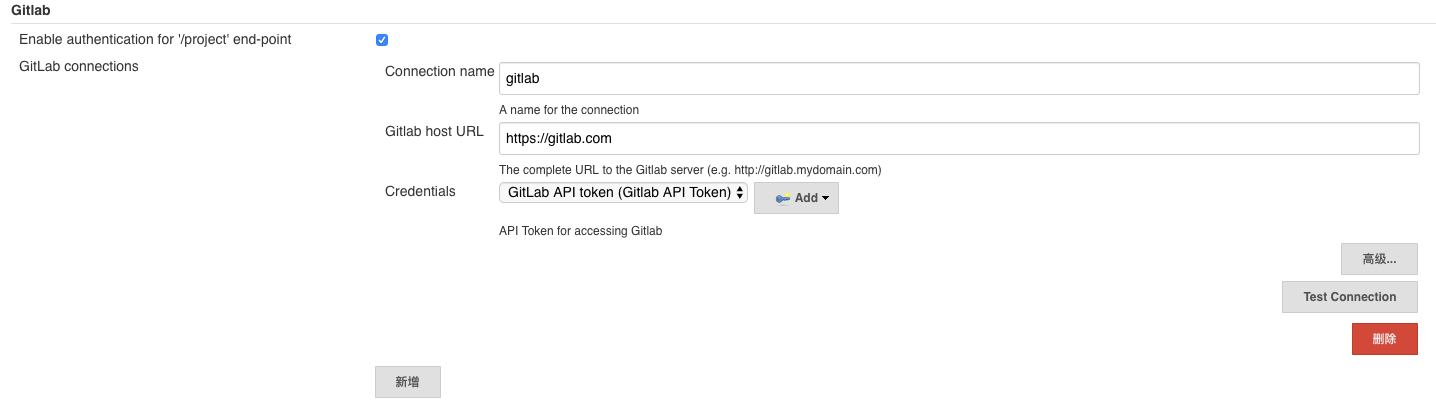 Gitlab
Enable authentication for '/project' end-point
GitLab connections
Connection name
gitlab
A name for the connection
Gitlab host URL
https://gitlab.com
The complete URL to the Gitlab server (e.g. http://gitlab.mydomain.com)
Credentials
GitLab API token (Gitlab API Token)
Add
API Token for accessing Gitlab
高级...
Test Connection
删除
新增